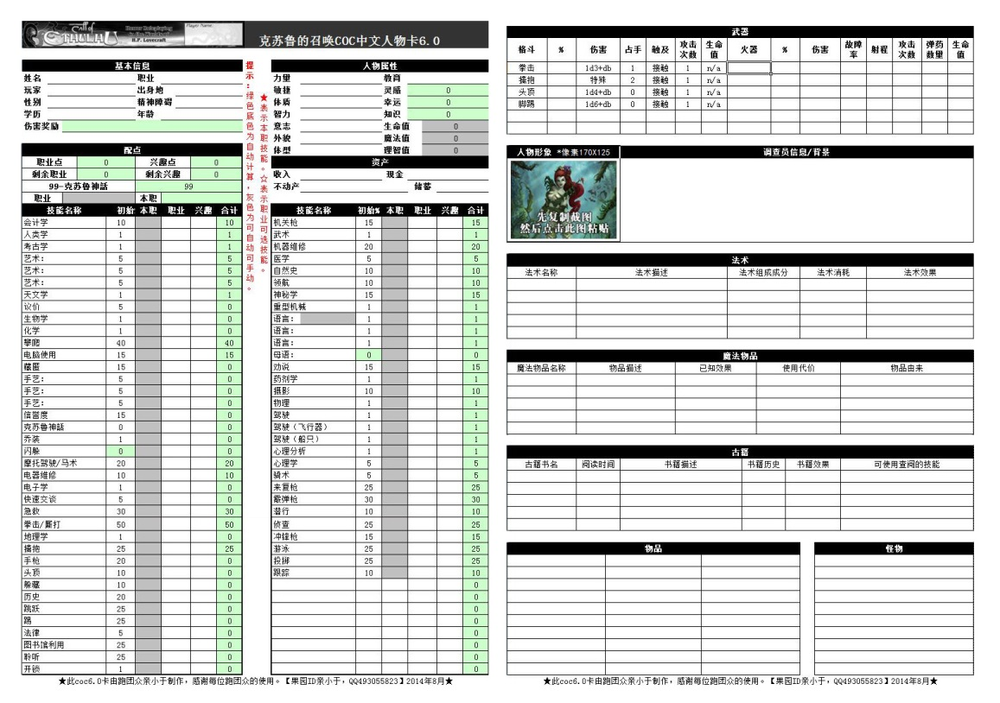 Call of
CTHULHU
Horror Roleplaying
In the Worlds of
H.P. Lovecraft
Player Name:
克苏鲁的召唤COC中文人物卡6.0
基本信息
姓名 职业
玩家 出身地
性别 精神障碍
学历 年龄
伤害奖励
提示：绿色底色为自动计算，灰色为可自动可手动。
★表示本职技能。☆表示职业可选技能。
人物属性
力量 教育
敏捷 灵感 0
体质 幸运 0
智力 知识 0
意志 生命值 0
外貌 魔法值 0
体型 理智值 0
资产
收入 现金
不动产 储蓄
配点
职业点 0 兴趣点 0
剩余职业 0 剩余兴趣 0
99-克苏鲁神話 99
职业 本职
技能名称 初始 本职 职业 兴趣 合计
会计学 10 10
人类学 1 1
考古学 1 1
艺术: 5 5
艺术: 5 5
艺术: 5 5
天文学 1 1
议价 5 0
生物学 1 0
化学 1 0
攀爬 40 40
电脑使用 15 15
藏匿 15 0
手艺: 5 0
手艺: 5 0
手艺: 5 0
信誉度 15 0
克苏鲁神話 0 0
乔装 1 0
闪躲 0 0
摩托驾驶/马术 20 20
电器维修 10 10
电子学 1 0
快速交谈 5 0
急救 30 30
拳击/厮打 50 50
地理学 1 0
擒抱 25 25
手枪 20 0
头顶 10 0
躲藏 10 0
历史 20 0
跳跃 25 0
踢 25 0
法律 5 0
图书馆利用 25 0
聆听 25 0
开锁 1 0
技能名称 初始% 本职 职业 兴趣 合计
机关枪 15 15
武术 1 1
机器维修 20 20
医学 5 5
自然史 10 10
领航 10 10
神秘学 15 15
重型机械 1 1
语言: 1 1
语言: 1 1
语言: 1 1
母语: 0 0
劝说 15 15
药剂学 1 1
摄影 10 10
物理 1 1
驾驶 1 1
驾驶（飞行器） 1 1
驾驶（船只） 1 1
心理分析 1 1
心理学 5 5
骑术 5 5
来复枪 25 25
霰弹枪 30 30
潜行 10 10
侦查 25 25
冲锋枪 15 15
游泳 25 25
投掷 25 25
跟踪 10 10
0
0
0
0
0
0
0
0
★此coc6.0卡由跑团众亲小于制作，感谢每位跑团众的使用。【果园ID亲小于，QQ493055823】2014年8月★
武器
格斗 % 伤害 占手 触及 攻击次数 生命值 火器 % 伤害 故障率 射程 攻击次数 弹药数量 生命值
拳击 1d3+db 1 接触 1 n/a
擒抱 特殊 2 接触 1 n/a
头顶 1d4+db 0 接触 1 n/a
脚踢 1d6+db 0 接触 1 n/a
人物形象 *像素170X125
调查员信息/背景
先复制截图
然后点击此图粘贴
法术
法术名称 法术描述 法术组成成分 法术消耗 法术效果
魔法物品
魔法物品名称 物品描述 已知效果 使用代价 物品由来
古籍
古籍书名 阅读时间 书籍描述 书籍历史 书籍效果 可使用查阅的技能
物品
怪物
★此coc6.0卡由跑团众亲小于制作，感谢每位跑团众的使用。【果园ID亲小于，QQ493055823】2014年8月★